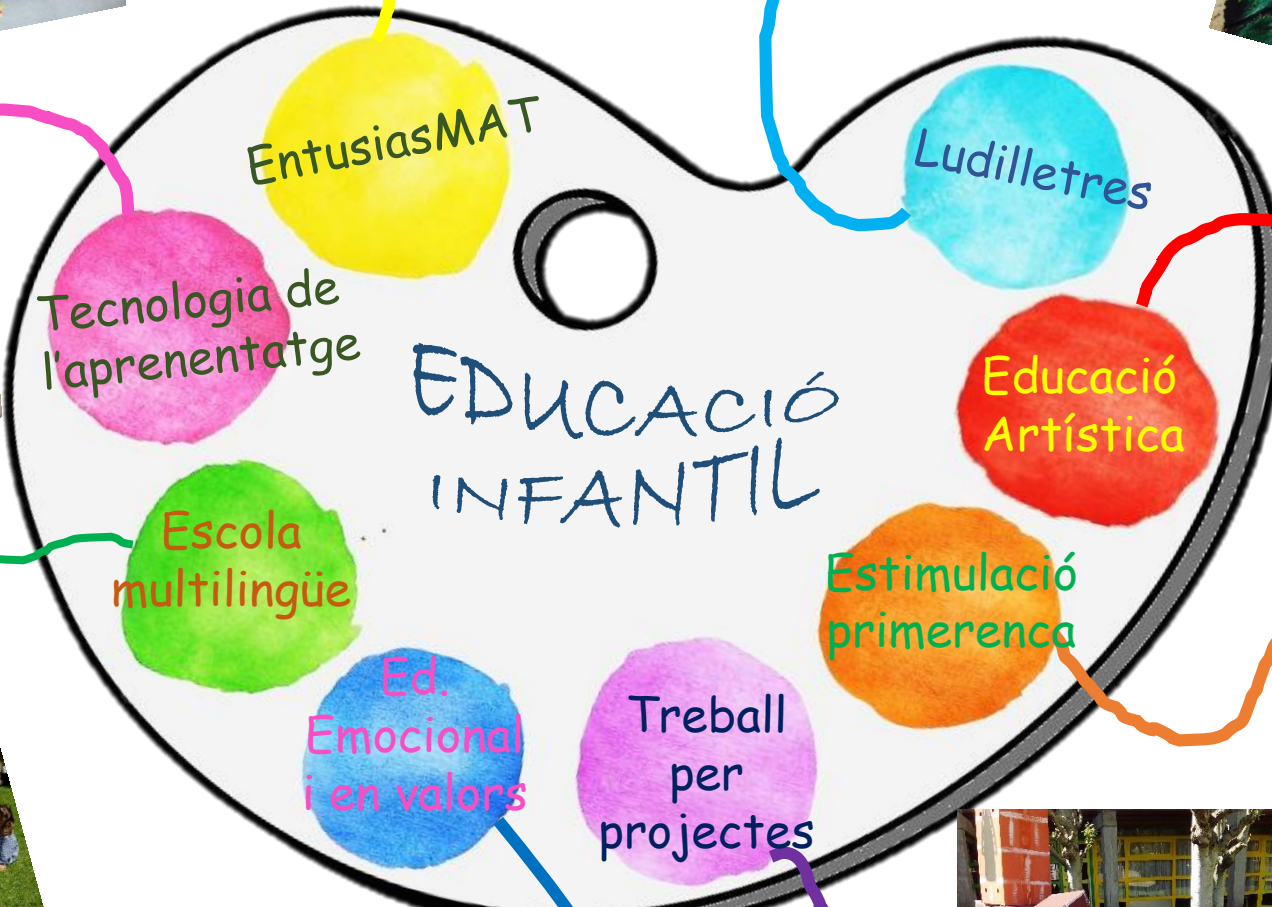 EntusiasMAT
Ludilletres
Tecnologia de
l'aprenentatge
EDUCACIÓ
INFANTIL
Educació
Artística
Escola
multilingüe
Estimulació
primerenca
Ed.
Emocional
i en valors
Treball
per
projectes